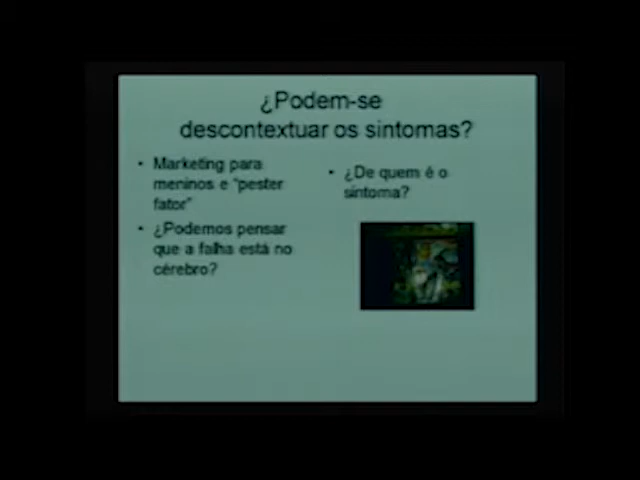 ¿Podem-se
descontextuar os sintomas?
• Marketing para
meninos e "pester
fator"
• ¿Podemos pensar
que a falha está no
cérebro?
• ¿De quem é o
sintoma?